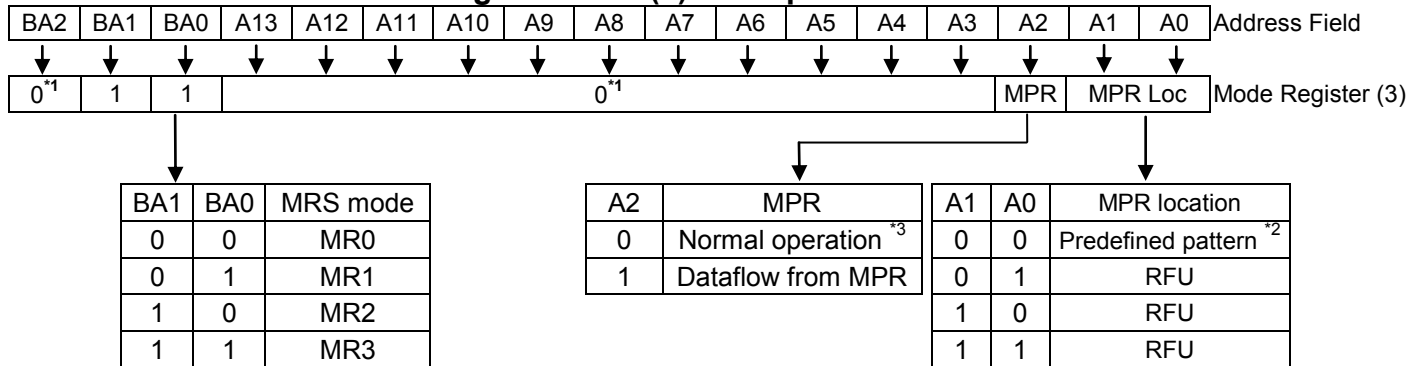 BA2 BA1 BA0 A13 A12 A11 A10 A9 A8 A7 A6 A5 A4 A3 A2 A1 A0 Address Field
0*1 1 1 0*1 MPR MPR Loc Mode Register (3)
BA1 BA0 MRS mode
0 0 MR0
0 1 MR1
1 0 MR2
1 1 MR3
A2 MPR
0 Normal operation *3
1 Dataflow from MPR
A1 A0 MPR location
0 0 Predefined pattern *2
0 1 RFU
1 0 RFU
1 1 RFU